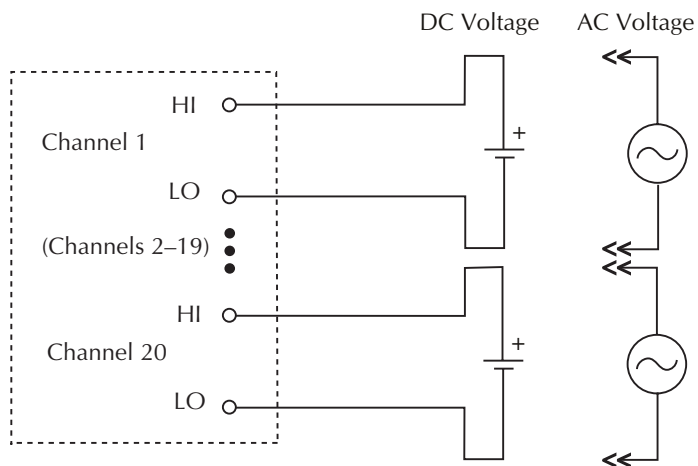 DC Voltage AC Voltage
HI
Channel 1
+
LO
(Channels 2–19)
HI
Channel 20
+
LO